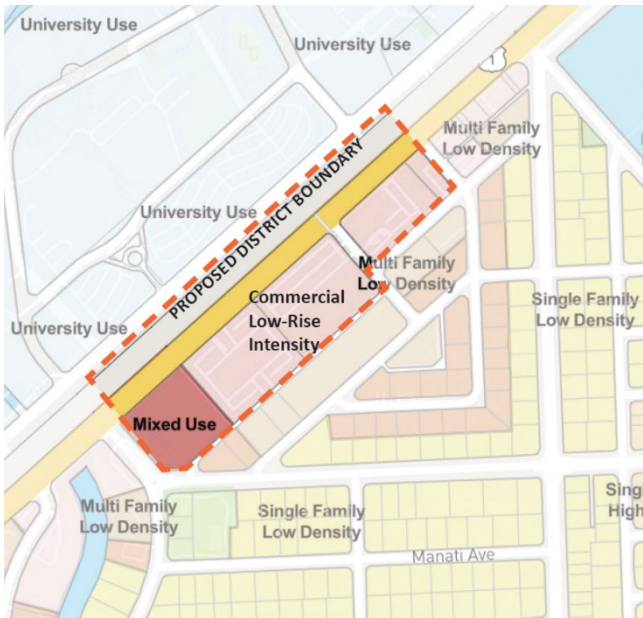 University Use
University Use
1
Multi Family
Low Density
PROPOSED DISTRICT BOUNDARY
University Use
Multi Family
Low Density
University Use
Commercial
Low-Rise
Intensity
Single Family
Low Density
Mixed Use
Multi Family
Low Density
Single Family
Low Density
Sing
High
Manati Ave